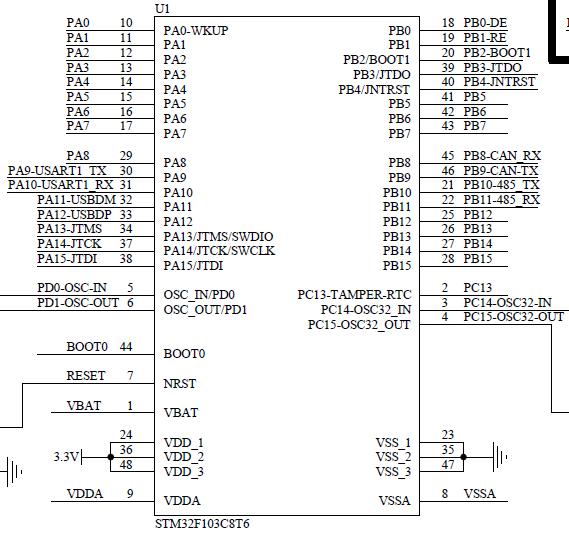 U1
PA0 10 PA0-WKUP PB0 18 PB0-DE
PA1 11 PA1 PB1 19 PB1-RE
PA2 12 PA2 PB2/BOOT1 20 PB2-BOOT1
PA3 13 PA3 PB3/JTDO 39 PB3-JTDO
PA4 14 PA4 PB4/JNTRST 40 PB4-JNTRST
PA5 15 PA5 PB5 41 PB5
PA6 16 PA6 PB6 42 PB6
PA7 17 PA7 PB7 43 PB7
PA8 29 PA8 PB8 45 PB8-CAN_RX
PA9-USART1_TX 30 PA9 PB9 46 PB9-CAN-TX
PA10-USART1_RX 31 PA10 PB10 21 PB10-485_TX
PA11-USBDM 32 PA11 PB11 22 PB11-485_RX
PA12-USBDP 33 PA12 PB12 25 PB12
PA13-JTMS 34 PA13/JTMS/SWDIO PB13 26 PB13
PA14-JTCK 37 PA14/JTCK/SWCLK PB14 27 PB14
PA15-JTDI 38 PA15/JTDI PB15 28 PB15
PD0-OSC-IN 5 OSC_IN/PD0 PC13-TAMPER-RTC 2 PC13
PD1-OSC-OUT 6 OSC_OUT/PD1 PC14-OSC32_IN 3 PC14-OSC32-IN
PC15-OSC32_OUT 4 PC15-OSC32-OUT
BOOT0 44 BOOT0
RESET 7 NRST
VBAT 1 VBAT
24 VDD_1 VSS_1 23
3.3V 36 VDD_2 VSS_2 35
48 VDD_3 VSS_3 47
VDDA 9 VDDA VSSA 8 VSSA
STM32F103C8T6